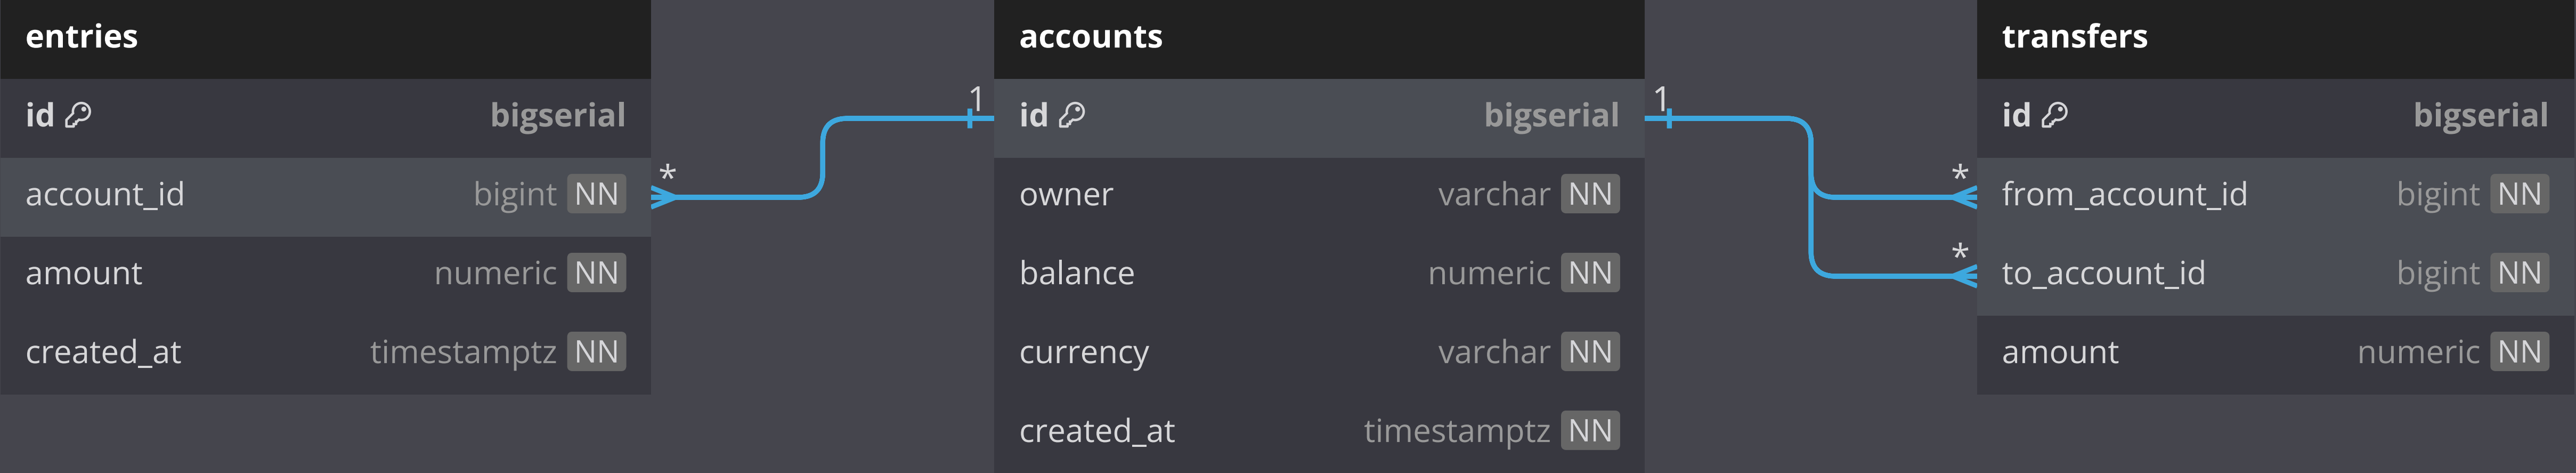 entries
id bigserial
account_id bigint NN
amount numeric NN
created_at timestamptz NN
*
1
accounts
id bigserial
owner varchar NN
balance numeric NN
currency varchar NN
created_at timestamptz NN
1
*
*
transfers
id bigserial
from_account_id bigint NN
to_account_id bigint NN
amount numeric NN